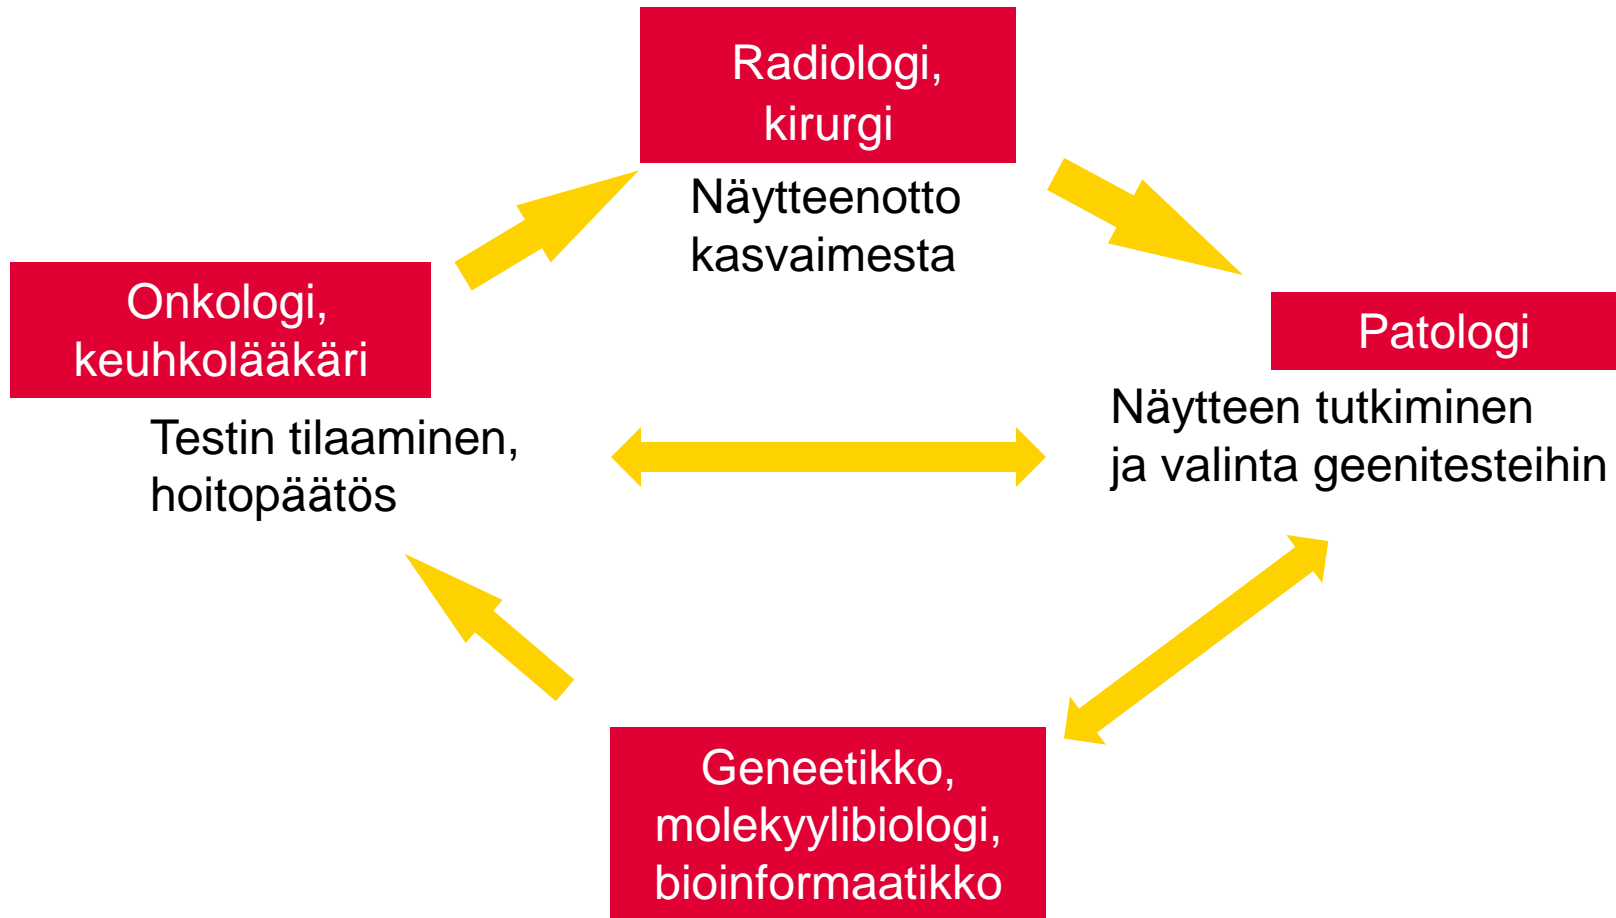 Radiologi,
kirurgi
Näytteenotto
kasvaimesta
Onkologi,
keuhkolääkäri
Testin tilaaminen,
hoitopäätös
Patologi
Näytteen tutkiminen
ja valinta geenitesteihin
Geneetikko,
molekyylibiologi,
bioinformaatikko